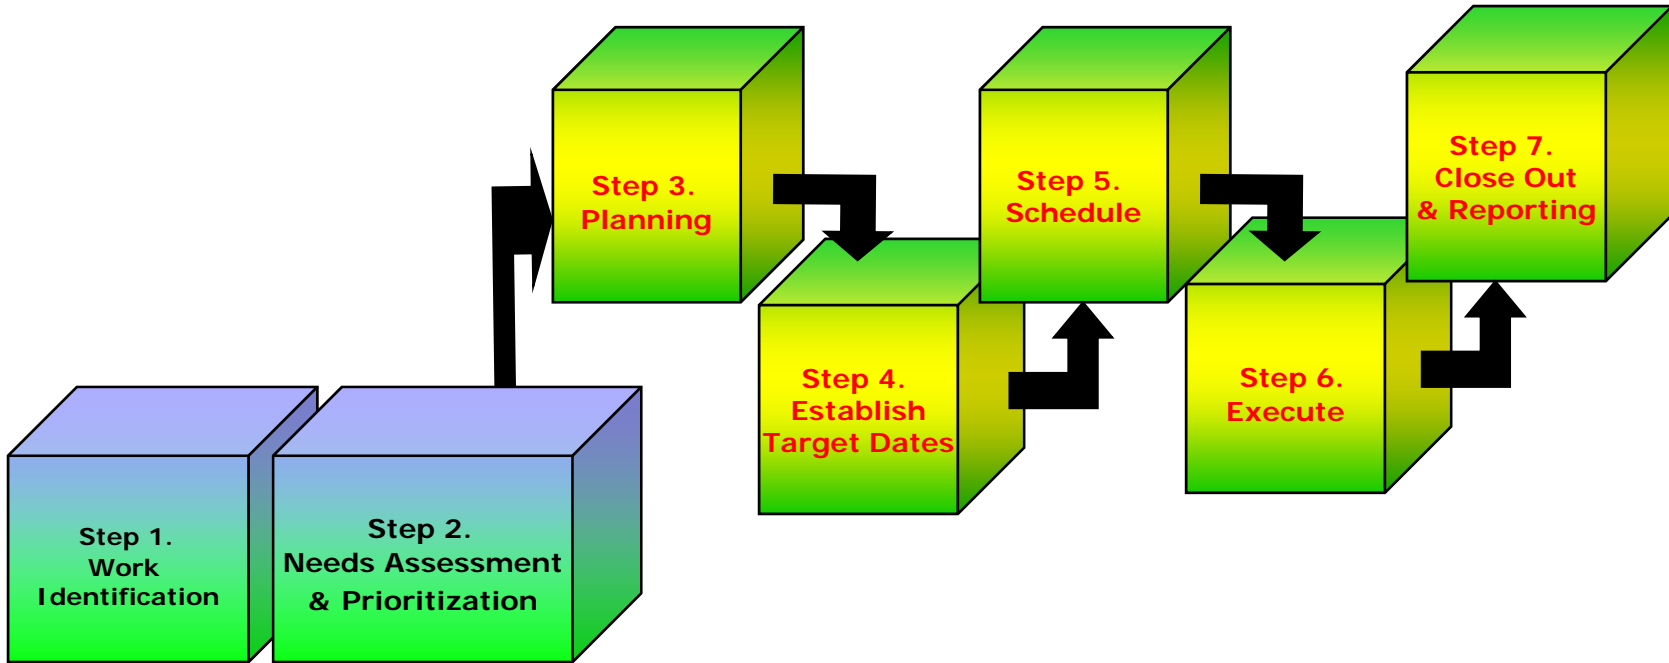 Step 1.
Work
Identification
Step 2.
Needs Assessment
& Prioritization
Step 3.
Planning
Step 4.
Establish
Target Dates
Step 5.
Schedule
Step 6.
Execute
Step 7.
Close Out
& Reporting